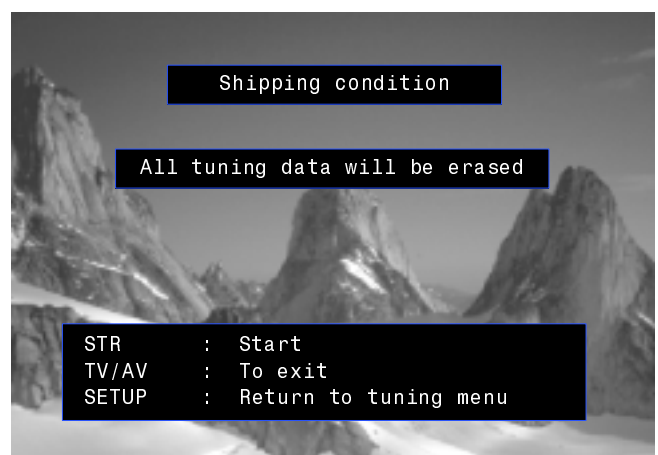 Shipping condition
All tuning data will be erased
STR : Start
TV/AV : To exit
SETUP : Return to tuning menu